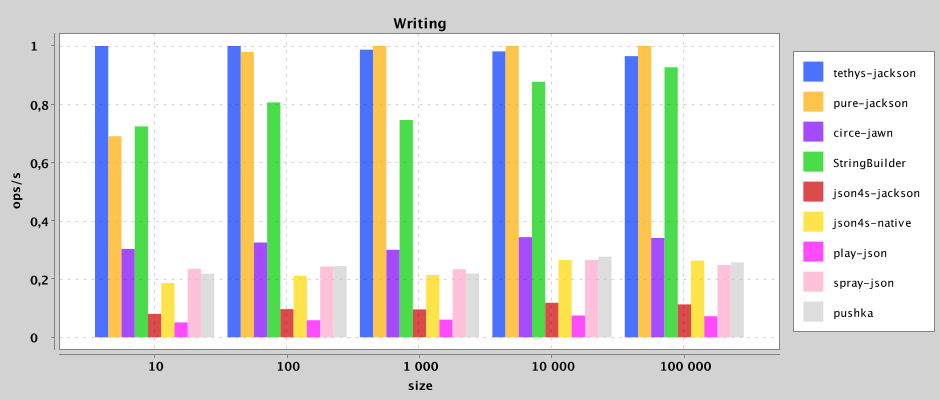 Writing
1
0,8
0,6
0,4
0,2
0
ops/s
10
100
1 000
10 000
100 000
size
tethys-jackson
pure-jackson
circe-jawn
StringBuilder
json4s-jackson
json4s-native
play-json
spray-json
pushka